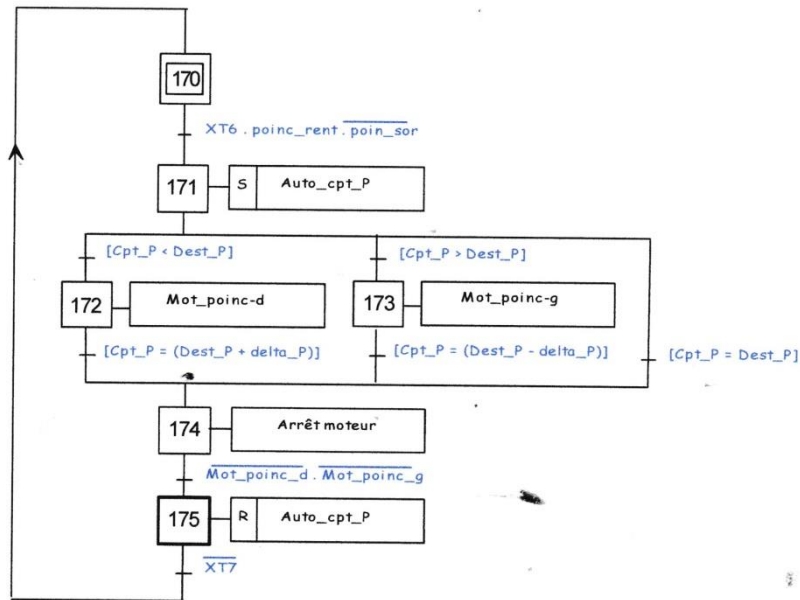 170
XT6 . poinc_rent . poin_sor
171 S Auto_cpt_P
[Cpt_P < Dest_P] [Cpt_P > Dest_P]
172 Mot_poinc-d 173 Mot_poinc-g
[Cpt_P = (Dest_P + delta_P)] [Cpt_P = (Dest_P - delta_P)] [Cpt_P = Dest_P]
174 Arrêt moteur
Mot_poinc_d . Mot_poinc_g
175 R Auto_cpt_P
XT7